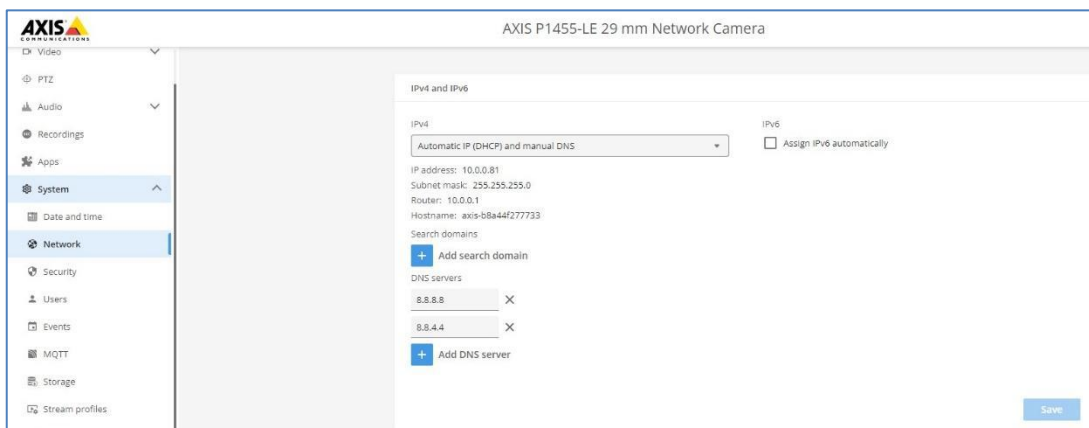 AXIS
COMMUNICATIONS
AXIS P1455-LE 29 mm Network Camera
Video
PTZ
Audio
Recordings
Apps
System
Date and time
Network
Security
Users
Events
MQTT
Storage
Stream profiles
IPv4 and IPv6
IPv4
Automatic IP (DHCP) and manual DNS
IP address: 10.0.0.81
Subnet mask: 255.255.255.0
Router: 10.0.0.1
Hostname: axis-b8a44f277733
Search domains
+ Add search domain
DNS servers
8.8.8.8
8.8.4.4
+ Add DNS server
IPv6
Assign IPv6 automatically
Save